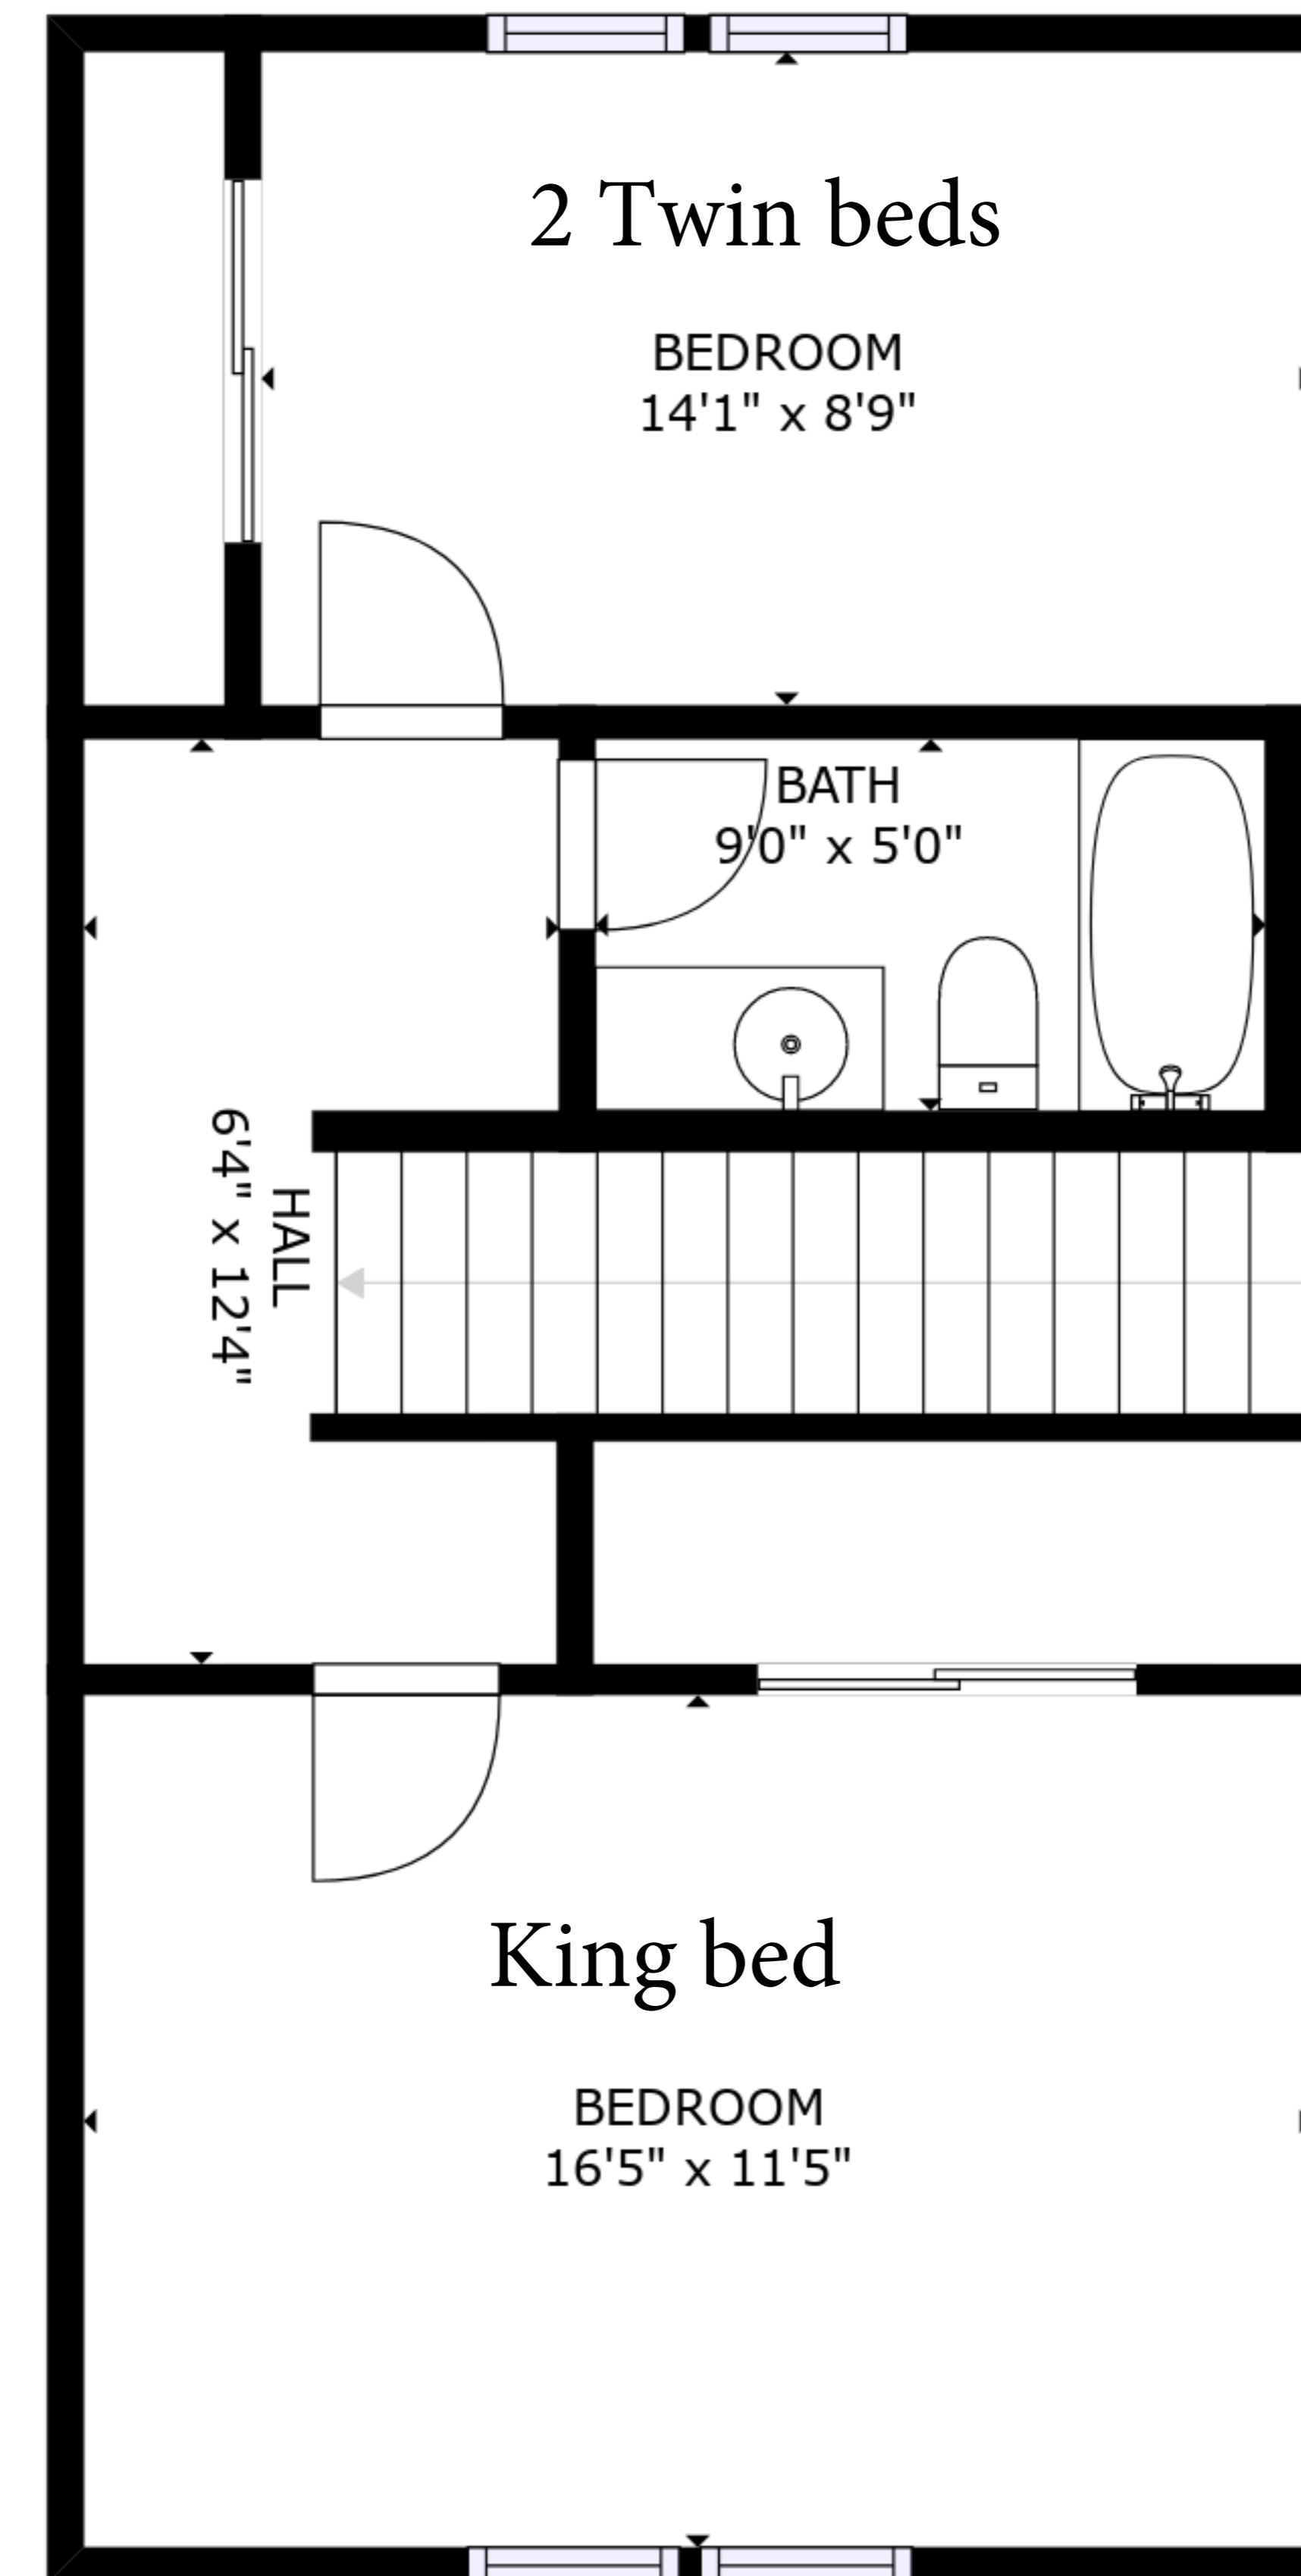 2 Twin beds
BEDROOM
14'1" x 8'9"
BATH
9'0" x 5'0"
HALL
6'4" x 12'4"
King bed
BEDROOM
16'5" x 11'5"